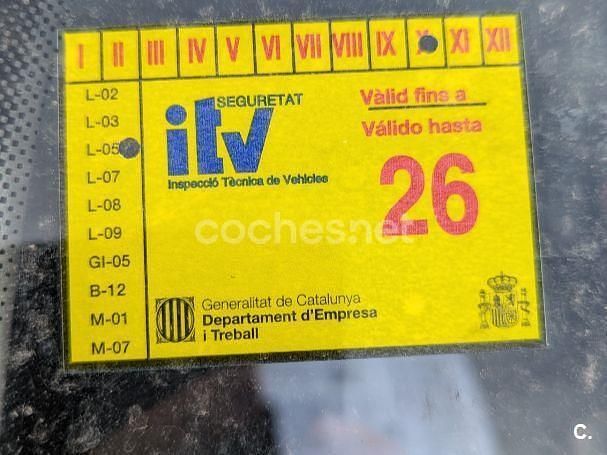 I II III IV V VI VII VIII IX X XI XII
L-02
L-03
L-05
L-07
L-08
L-09
GI-05
B-12
M-01
M-07
SEGURETAT
itv
Inspecció Tècnica de Vehicles
Vàlid fins a
Válido hasta
26
coches.net
Generalitat de Catalunya
Departament d'Empresa
i Treball
C.